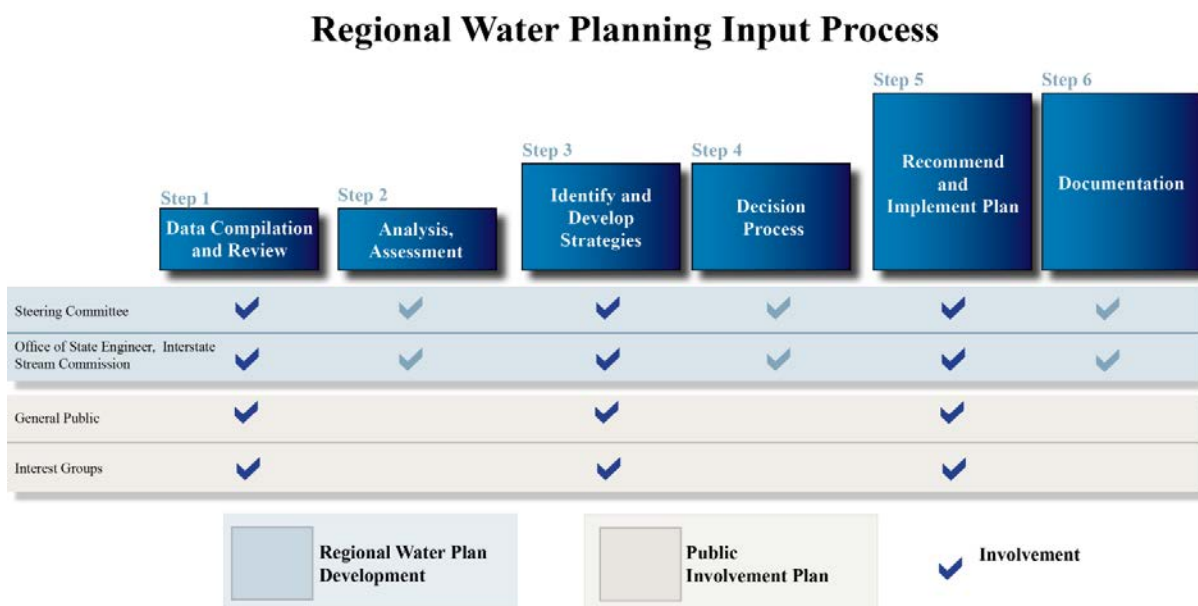 Regional Water Planning Input Process
Step 1
Data Compilation
and Review
Step 2
Analysis,
Assessment
Step 3
Identify and
Develop
Strategies
Step 4
Decision
Process
Step 5
Recommend
and
Implement Plan
Step 6
Documentation
Steering Committee
Office of State Engineer, Interstate
Stream Commission
General Public
Interest Groups
Regional Water Plan
Development
Public
Involvement Plan
Involvement